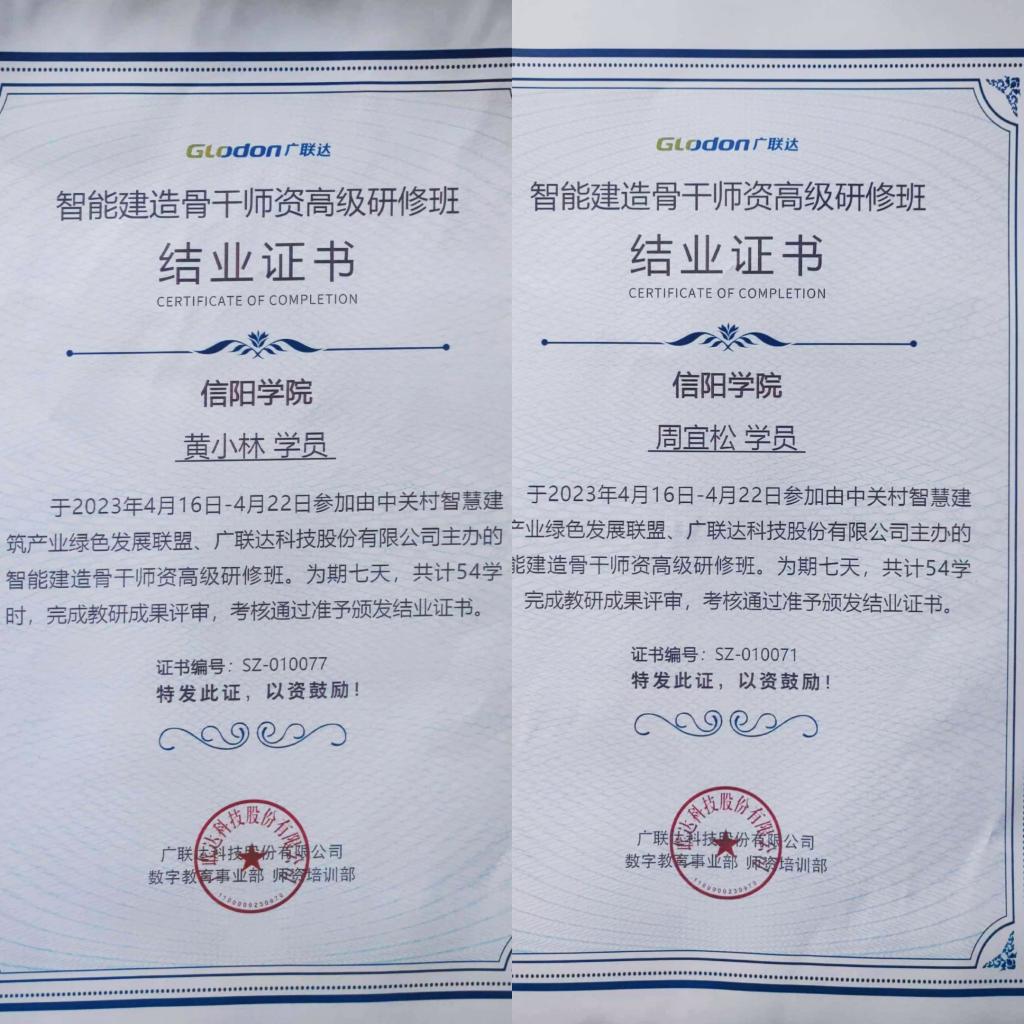 GLodon广联达
智能建造骨干师资高级研修班
结业证书
CERTIFICATE OF COMPLETION
信阳学院
黄小林 学员
于2023年4月16日-4月22日参加由中关村智慧建
筑产业绿色发展联盟、广联达科技股份有限公司主办的
智能建造骨干师资高级研修班。为期七天，共计54学
时，完成教研成果评审，考核通过准予颁发结业证书。
证书编号：SZ-010077
特发此证，以资鼓励！
广联达科技股份有限公司
数字教育事业部 师资培训部
GLodon广联达
智能建造骨干师资高级研修班
结业证书
CERTIFICATE OF COMPLETION
信阳学院
周宜松 学员
于2023年4月16日-4月22日参加由中关村智慧建
产业绿色发展联盟、广联达科技股份有限公司主办的
能建造骨干师资高级研修班。为期七天，共计54学
完成教研成果评审，考核通过准予颁发结业证书。
证书编号：SZ-010071
特发此证，以资鼓励！
广联达科技股份有限公司
数字教育事业部 师资培训部